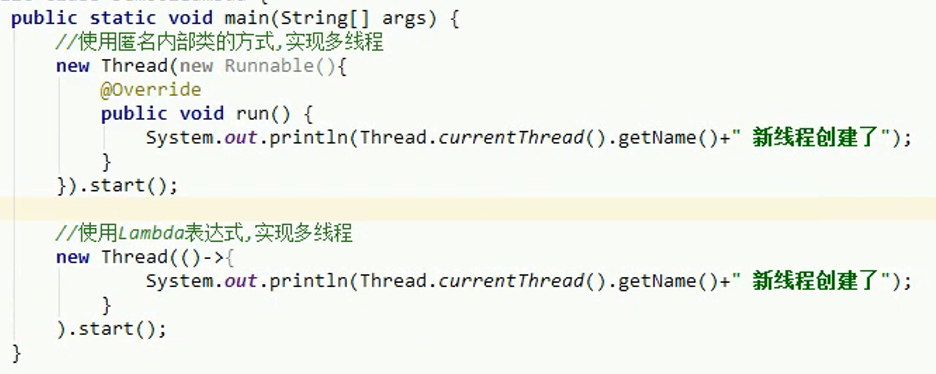 public static void main(String[] args) {
//使用匿名内部类的方式,实现多线程
new Thread(new Runnable(){
@Override
public void run() {
System.out.println(Thread.currentThread().getName()+" 新线程创建了");
}
}).start();
//使用Lambda表达式,实现多线程
new Thread(()->{
System.out.println(Thread.currentThread().getName()+" 新线程创建了");
}
).start();
}